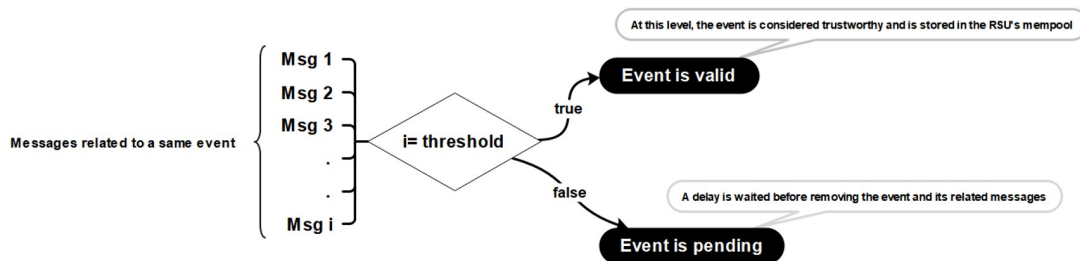 At this level, the event is considered trustworthy and is stored in the RSU's mempool
Msg 1
Event is valid
Msg 2
true
Msg 3
Messages related to a same event
i= threshold
.
.
false
A delay is waited before removing the event and its related messages
Msg i
Event is pending